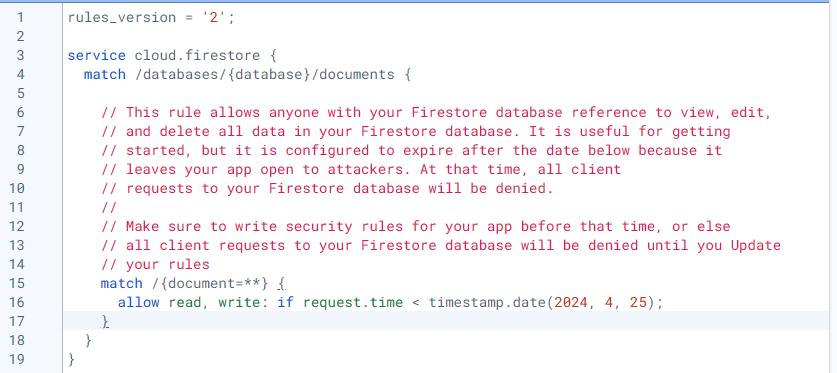 1 rules_version = '2';
2
3 service cloud.firestore {
4 match /databases/{database}/documents {
5
6 // This rule allows anyone with your Firestore database reference to view, edit,
7 // and delete all data in your Firestore database. It is useful for getting
8 // started, but it is configured to expire after the date below because it
9 // leaves your app open to attackers. At that time, all client
10 // requests to your Firestore database will be denied.
11 //
12 // Make sure to write security rules for your app before that time, or else
13 // all client requests to your Firestore database will be denied until you Update
14 // your rules
15 match /{document=**} {
16 allow read, write: if request.time < timestamp.date(2024, 4, 25);
17 }
18 }
19 }